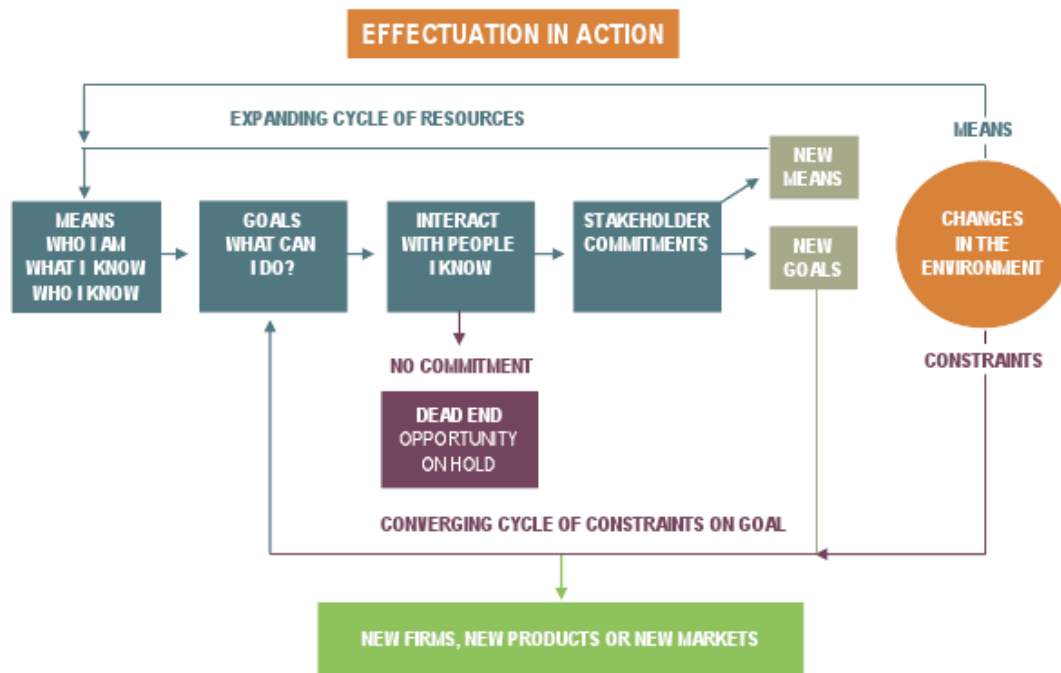 EFFECTUATION IN ACTION
EXPANDING CYCLE OF RESOURCES
MEANS
NEW
MEANS
MEANS
WHO I AM
WHAT I KNOW
WHO I KNOW
GOALS
WHAT CAN
I DO?
INTERACT
WITH PEOPLE
I KNOW
STAKEHOLDER
COMMITMENTS
NEW
GOALS
CHANGES
IN THE
ENVIRONMENT
NO COMMITMENT
CONSTRAINTS
DEAD END
OPPORTUNITY
ON HOLD
CONVERGING CYCLE OF CONSTRAINTS ON GOAL
NEW FIRMS, NEW PRODUCTS OR NEW MARKETS